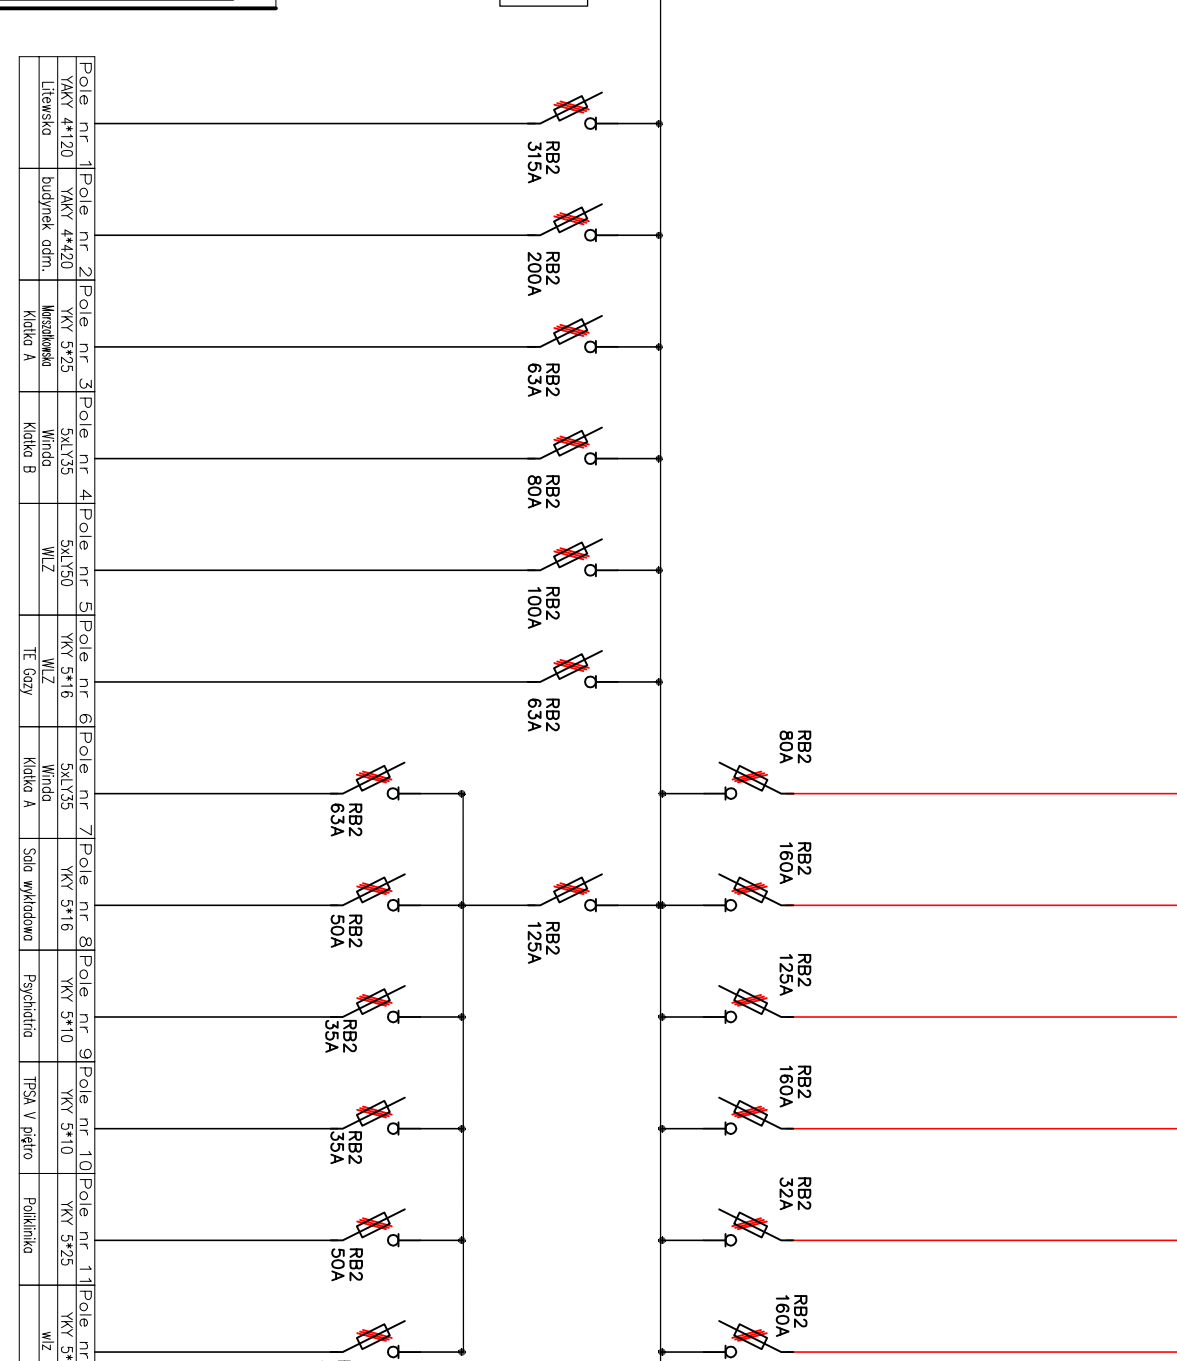 Pole nr 1
YAKY 4*120
Litewska
RB2
315A
Pole nr 2
YAKY 4*420
budynek adm.
RB2
200A
Pole nr 3
YKY 5*25
Marszałkowska
Klatka A
RB2
63A
Pole nr 4
5xLY35
Winda
Klatka B
RB2
80A
Pole nr 5
5xLY50
WLZ
RB2
100A
Pole nr 6
YKY 5*16
WLZ
TE Gazy
RB2
63A
Pole nr 7
5xLY35
Winda
Klatka A
RB2
63A
RB2
80A
Pole nr 8
YKY 5*16
Sala wykładowa
RB2
50A
RB2
125A
RB2
160A
Pole nr 9
YKY 5*10
Psychiatria
RB2
35A
RB2
125A
Pole nr 10
YKY 5*10
TPSA V piętro
RB2
35A
RB2
160A
Pole nr 11
YKY 5*25
Poliklinika
RB2
50A
RB2
32A
Pole nr
YKY 5*
wlz
RB2
160A